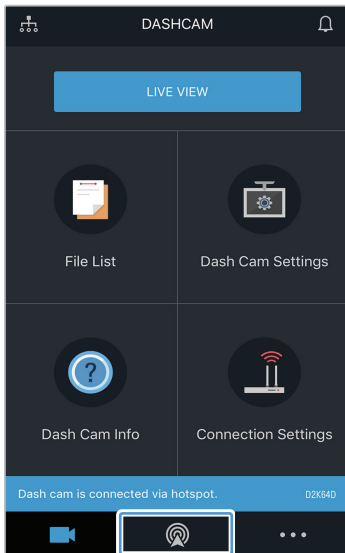 DASHCAM
LIVE VIEW
File List
Dash Cam Settings
?
Dash Cam Info
Connection Settings
Dash cam is connected via hotspot. D2K64D